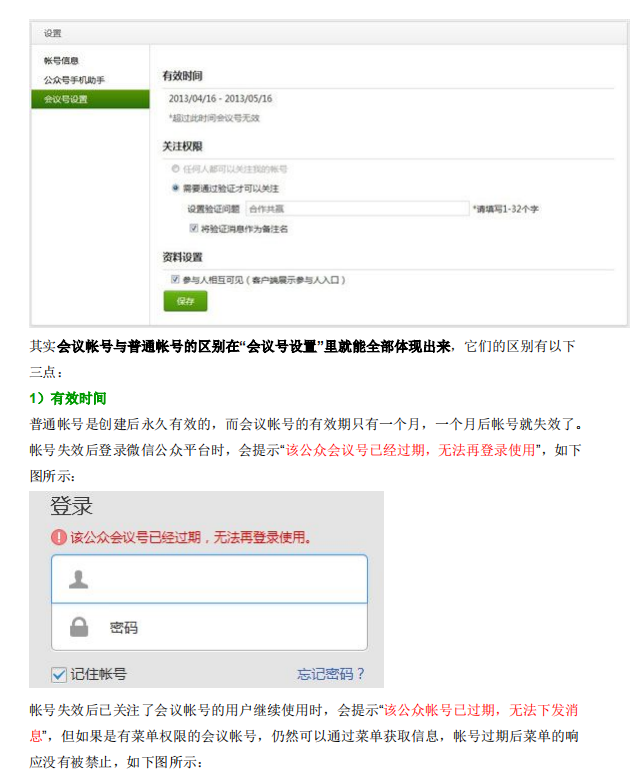 设置
帐号信息
公众号手机助手
会议号设置
有效时间
2013/04/16 - 2013/05/16
*超过此时间会议号无效
关注权限
任何人都可以关注我的帐号
需要通过验证才可以关注
设置验证问题 合作共赢 *请填写1-32个字
将验证消息作为备注名
资料设置
参与人相互可见（客户端展示参与人入口）
保存
其实会议帐号与普通帐号的区别在“会议号设置”里就能全部体现出来，它们的区别有以下
三点：
1）有效时间
普通帐号是创建后永久有效的，而会议帐号的有效期只有一个月，一个月后帐号就失效了。
帐号失效后登录微信公众平台时，会提示“该公众会议号已经过期，无法再登录使用”，如下
图所示：
登录
该公众会议号已经过期，无法再登录使用。
密码
记住帐号 忘记密码？
帐号失效后已关注了会议帐号的用户继续使用时，会提示“该公众帐号已过期，无法下发消
息”，但如果是有菜单权限的会议帐号，仍然可以通过菜单获取信息，帐号过期后菜单的响
应没有被禁止，如下图所示：